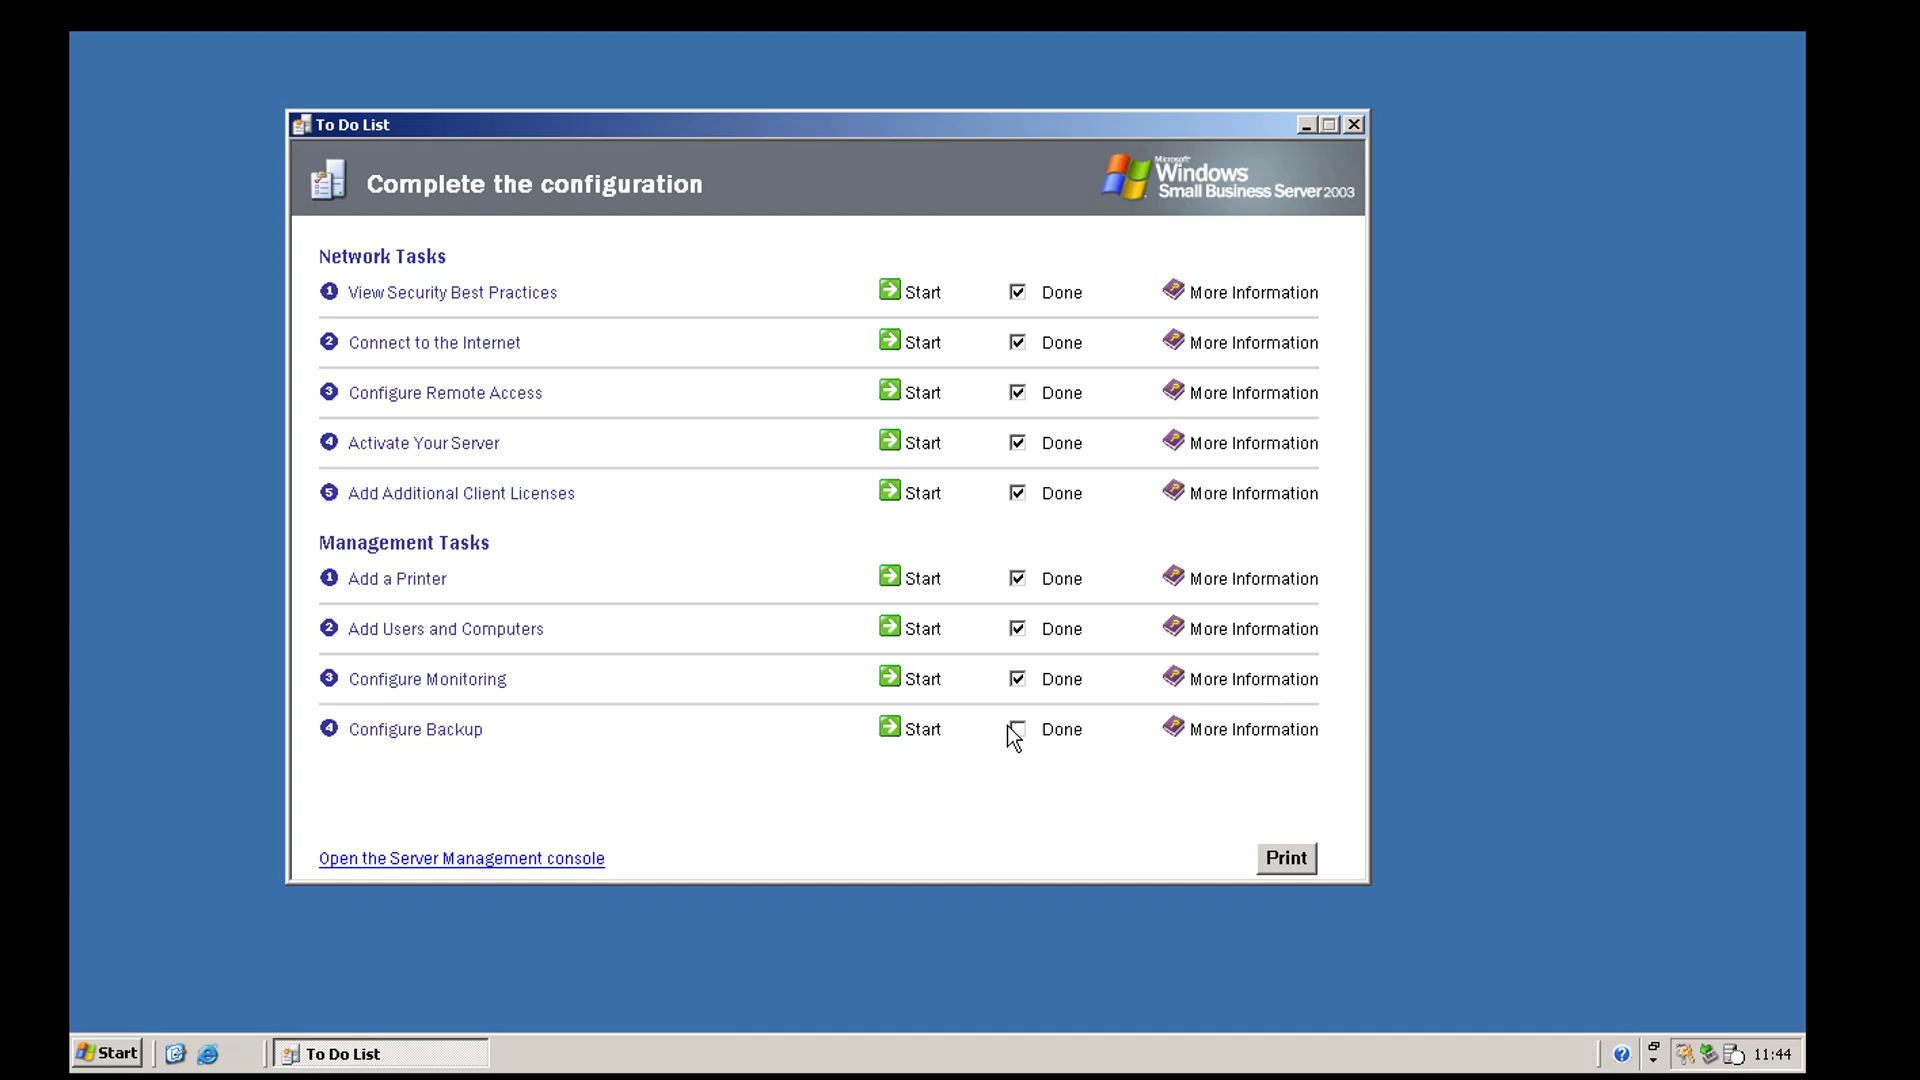 To Do List
Complete the configuration
Microsoft
Windows
Small Business Server 2003
Network Tasks
1 View Security Best Practices Start Done More Information
2 Connect to the Internet Start Done More Information
3 Configure Remote Access Start Done More Information
4 Activate Your Server Start Done More Information
5 Add Additional Client Licenses Start Done More Information
Management Tasks
1 Add a Printer Start Done More Information
2 Add Users and Computers Start Done More Information
3 Configure Monitoring Start Done More Information
4 Configure Backup Start Done More Information
Open the Server Management console Print
Start To Do List 11:44